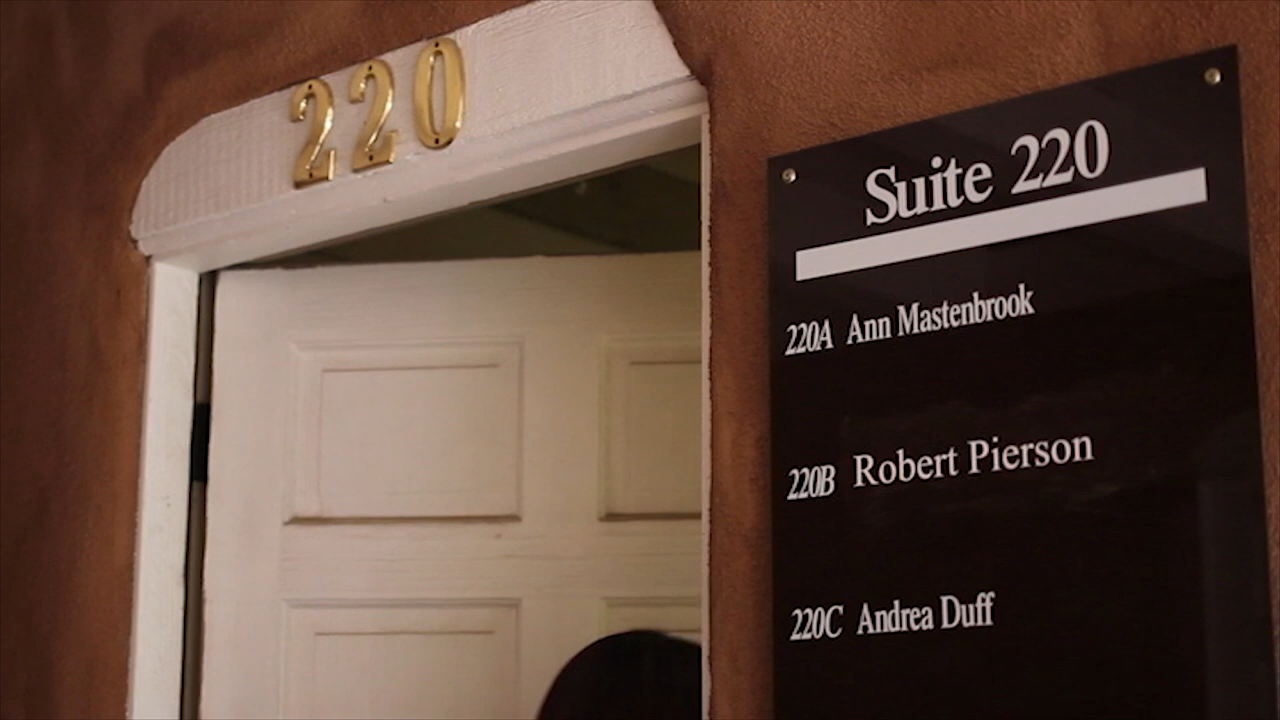 220
Suite 220
220A Ann Mastenbrook
220B Robert Pierson
220C Andrea Duff